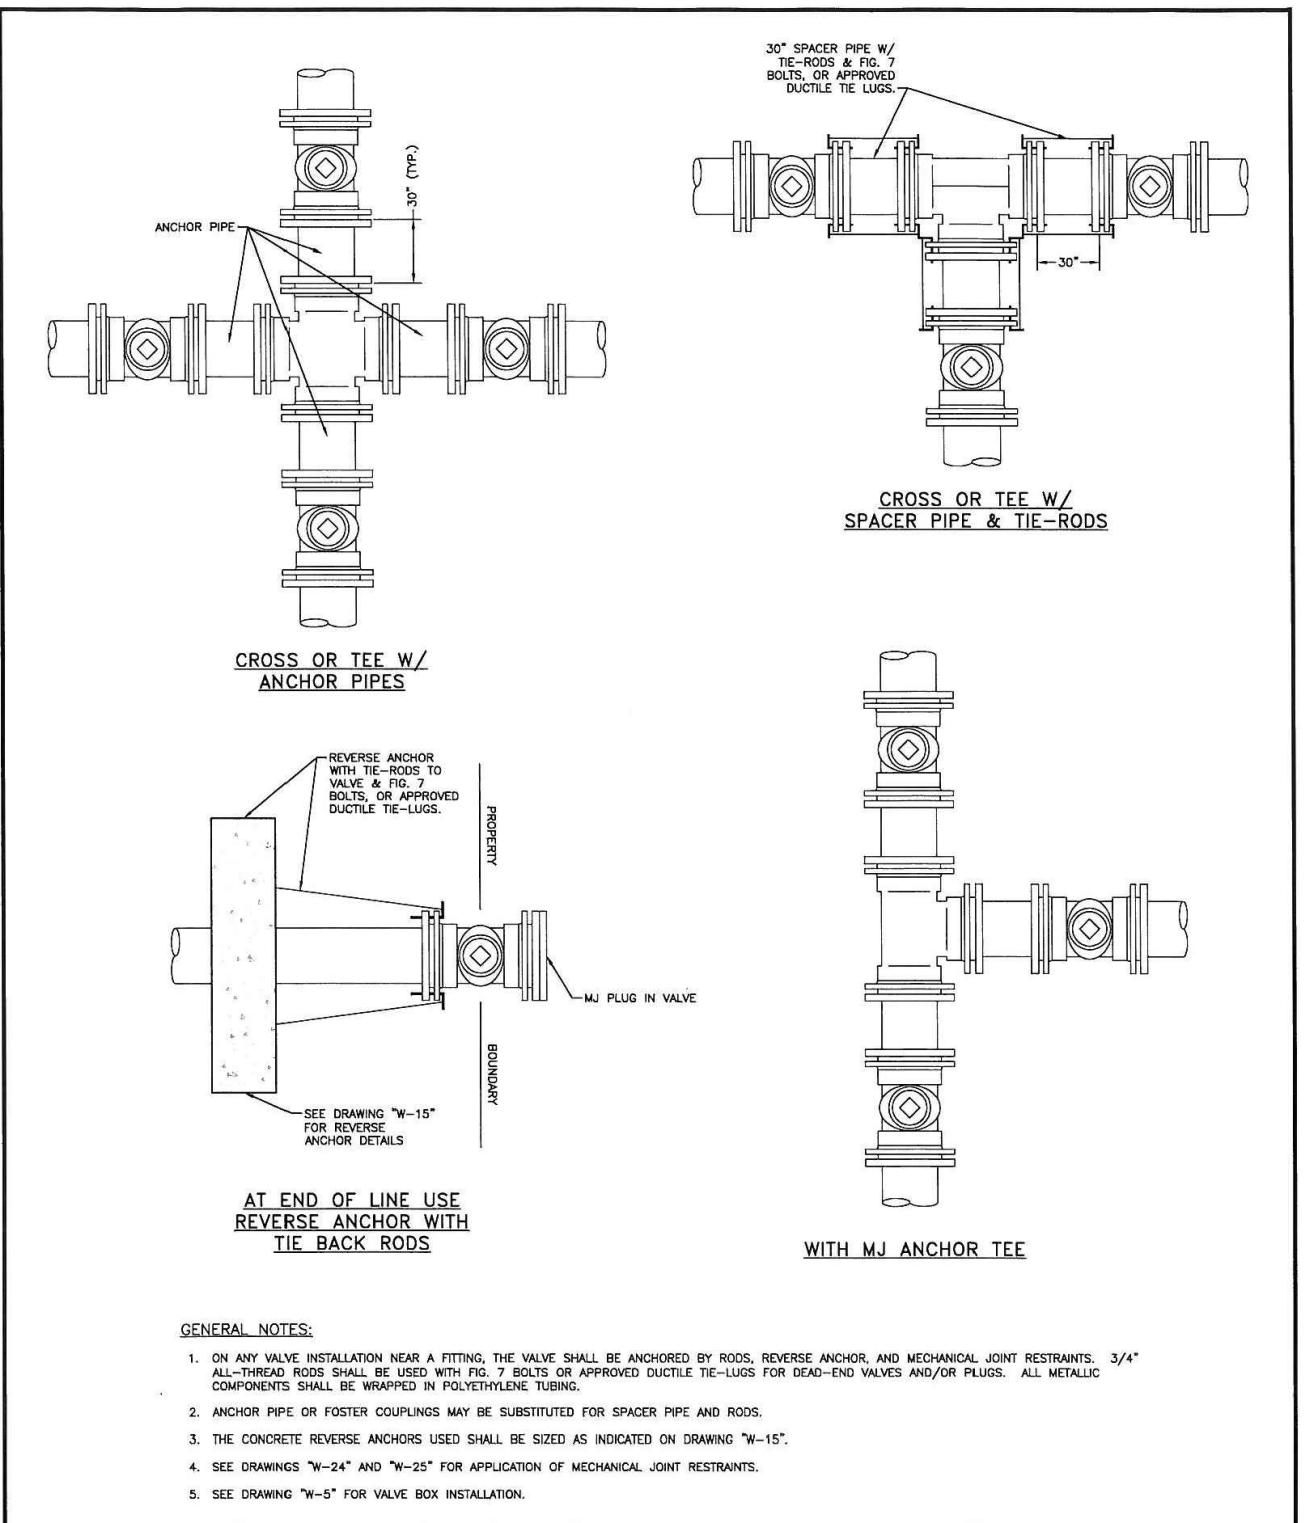 30" SPACER PIPE W/
TIE-RODS & FIG. 7
BOLTS, OR APPROVED
DUCTILE TIE LUGS.
30" (TYP.)
ANCHOR PIPE
30"
CROSS OR TEE W/
SPACER PIPE & TIE-RODS
CROSS OR TEE W/
ANCHOR PIPES
REVERSE ANCHOR
WITH TIE-RODS TO
VALVE & FIG. 7
BOLTS, OR APPROVED
DUCTILE TIE-LUGS.
PROPERTY
MJ PLUG IN VALVE
BOUNDARY
SEE DRAWING "W-15"
FOR REVERSE
ANCHOR DETAILS
AT END OF LINE USE
REVERSE ANCHOR WITH
TIE BACK RODS
WITH MJ ANCHOR TEE
GENERAL NOTES:
1. ON ANY VALVE INSTALLATION NEAR A FITTING, THE VALVE SHALL BE ANCHORED BY RODS, REVERSE ANCHOR, AND MECHANICAL JOINT RESTRAINTS. 3/4"
ALL-THREAD RODS SHALL BE USED WITH FIG. 7 BOLTS OR APPROVED DUCTILE TIE-LUGS FOR DEAD-END VALVES AND/OR PLUGS. ALL METALLIC
COMPONENTS SHALL BE WRAPPED IN POLYETHYLENE TUBING.
2. ANCHOR PIPE OR FOSTER COUPLINGS MAY BE SUBSTITUTED FOR SPACER PIPE AND RODS.
3. THE CONCRETE REVERSE ANCHORS USED SHALL BE SIZED AS INDICATED ON DRAWING "W-15".
4. SEE DRAWINGS "W-24" AND "W-25" FOR APPLICATION OF MECHANICAL JOINT RESTRAINTS.
5. SEE DRAWING "W-5" FOR VALVE BOX INSTALLATION.